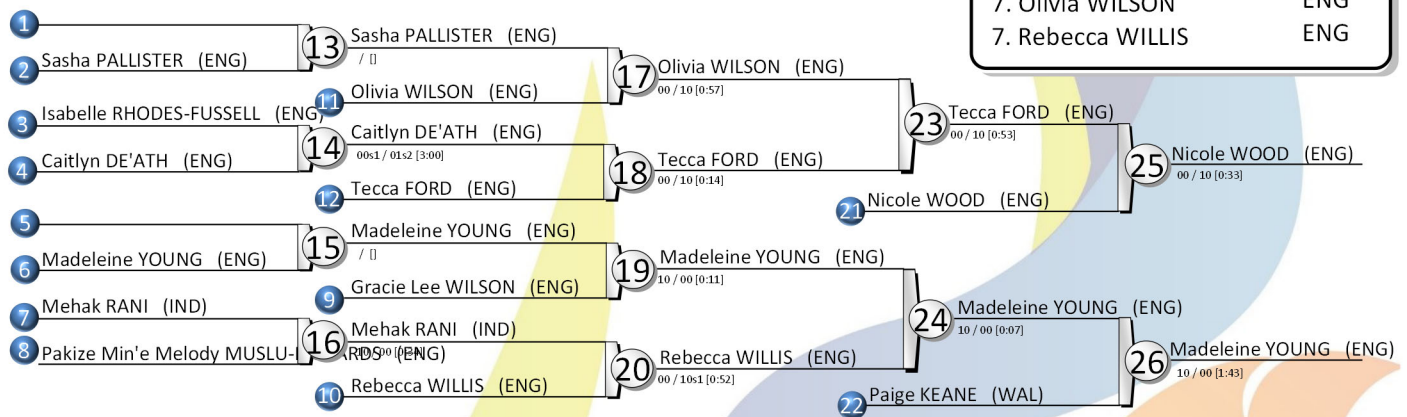 7. Olivia WILSON ENG
7. Rebecca WILLIS ENG
1
2 Sasha PALLISTER (ENG)
3 Isabelle RHODES-FUSSELL (ENG)
4 Caitlyn DE'ATH (ENG)
5
6 Madeleine YOUNG (ENG)
7 Mehak RANI (IND)
8 Pakize Min'e Melody MUSLU- (ENG)
13 Sasha PALLISTER (ENG)
/ []
11 Olivia WILSON (ENG)
14 Caitlyn DE'ATH (ENG)
00s1 / 01s2 [3:00]
12 Tecca FORD (ENG)
15 Madeleine YOUNG (ENG)
/ []
9 Gracie Lee WILSON (ENG)
16 Mehak RANI (IND)
10 Rebecca WILLIS (ENG)
17 Olivia WILSON (ENG)
00 / 10 [0:57]
18 Tecca FORD (ENG)
00 / 10 [0:14]
19 Madeleine YOUNG (ENG)
10 / 00 [0:11]
20 Rebecca WILLIS (ENG)
00 / 10s1 [0:52]
23 Tecca FORD (ENG)
00 / 10 [0:53]
21 Nicole WOOD (ENG)
24 Madeleine YOUNG (ENG)
10 / 00 [0:07]
22 Paige KEANE (WAL)
25 Nicole WOOD (ENG)
00 / 10 [0:33]
26 Madeleine YOUNG (ENG)
10 / 00 [1:43]